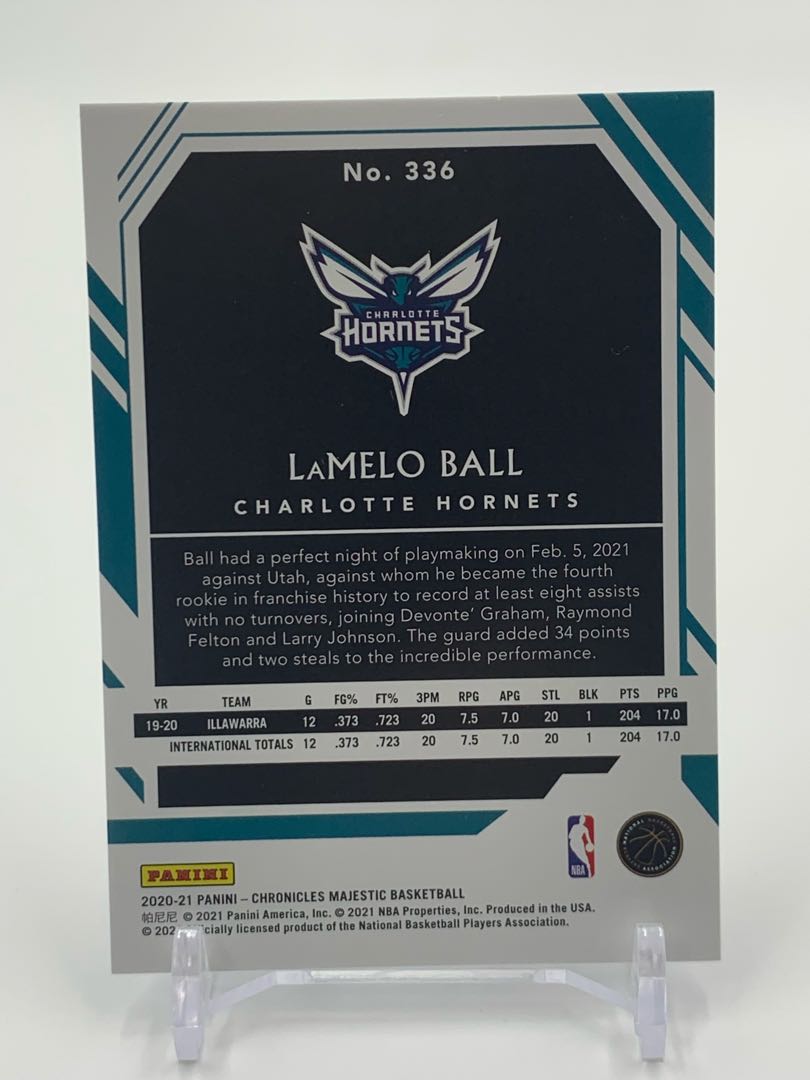 No. 336
CHARLOTTE
HORNETS
LaMELO BALL
CHARLOTTE HORNETS
Ball had a perfect night of playmaking on Feb. 5, 2021
against Utah, against whom he became the fourth
rookie in franchise history to record at least eight assists
with no turnovers, joining Devonte' Graham, Raymond
Felton and Larry Johnson. The guard added 34 points
and two steals to the incredible performance.
YR TEAM G FG% FT% 3PM RPG APG STL BLK PTS PPG
19-20 ILLAWARRA 12 .373 .723 20 7.5 7.0 20 1 204 17.0
INTERNATIONAL TOTALS 12 .373 .723 20 7.5 7.0 20 1 204 17.0
NBA
NATIONAL BASKETBALL
PLAYERS ASSOCIATION
PANINI
2020-21 PANINI – CHRONICLES MAJESTIC BASKETBALL
帕尼尼 © 2021 Panini America, Inc. © 2021 NBA Properties, Inc. Produced in the USA.
© licensed product of the National Basketball Players Association.